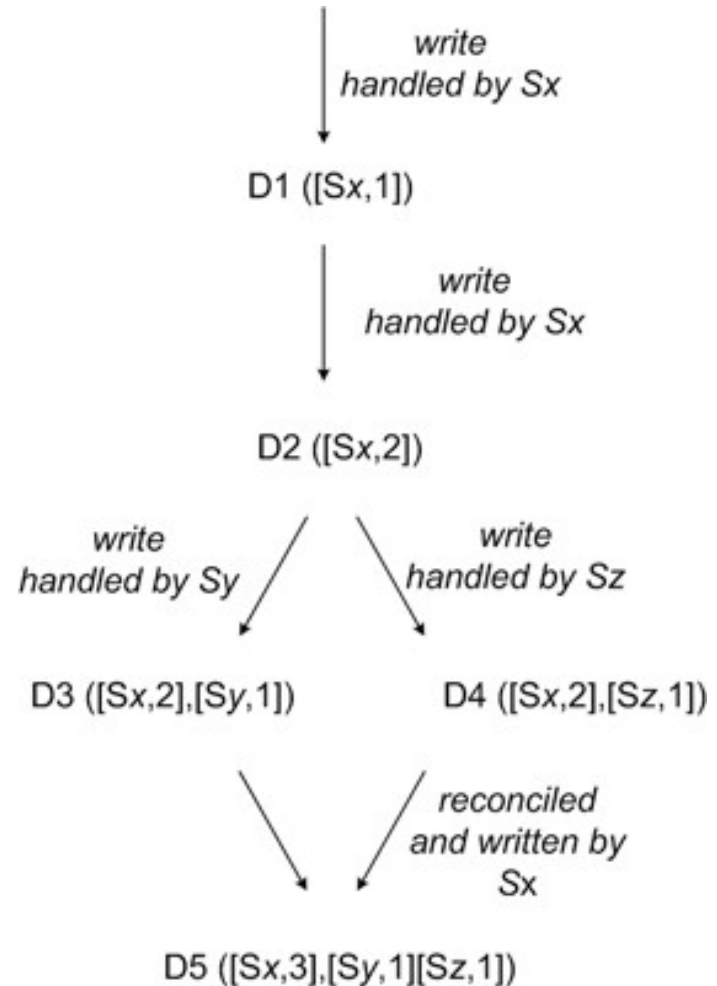 write
handled by Sx
D1 ([Sx,1])
write
handled by Sx
D2 ([Sx,2])
write
handled by Sy
write
handled by Sz
D3 ([Sx,2],[Sy,1])
D4 ([Sx,2],[Sz,1])
reconciled
and written by
Sx
D5 ([Sx,3],[Sy,1][Sz,1])